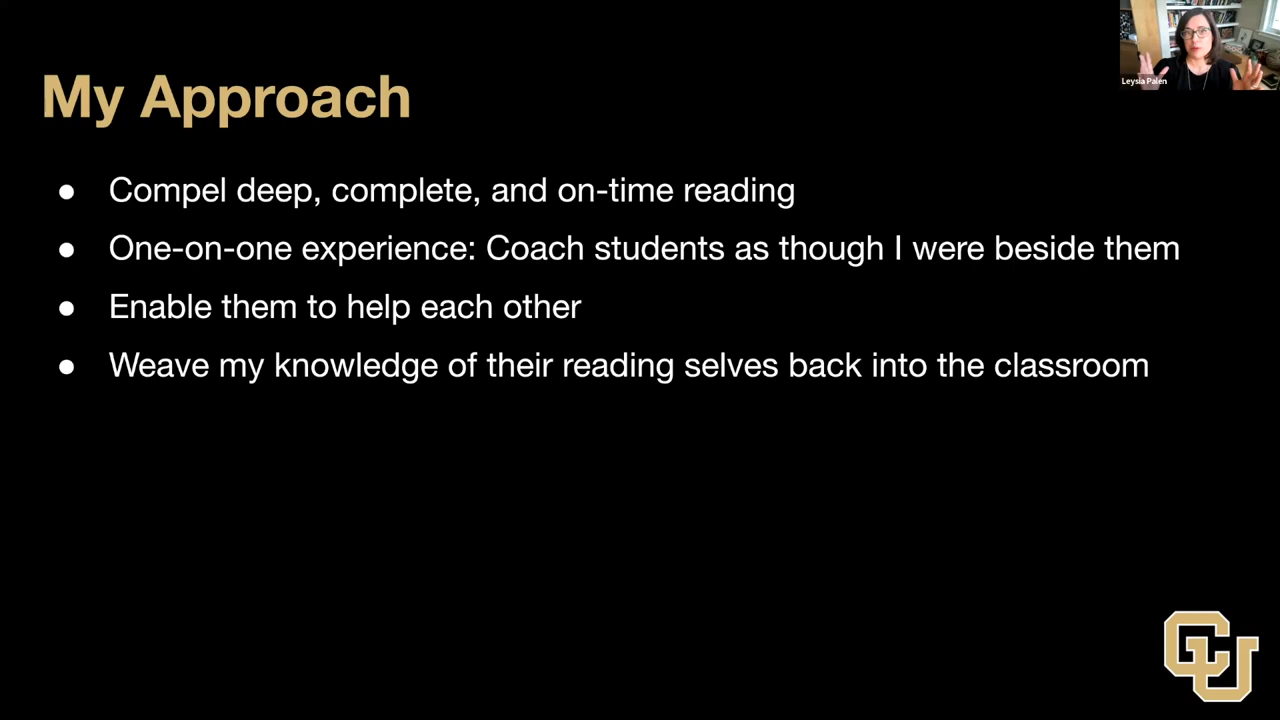 Leysia Palen
My Approach
● Compel deep, complete, and on-time reading
● One-on-one experience: Coach students as though I were beside them
● Enable them to help each other
● Weave my knowledge of their reading selves back into the classroom
CU